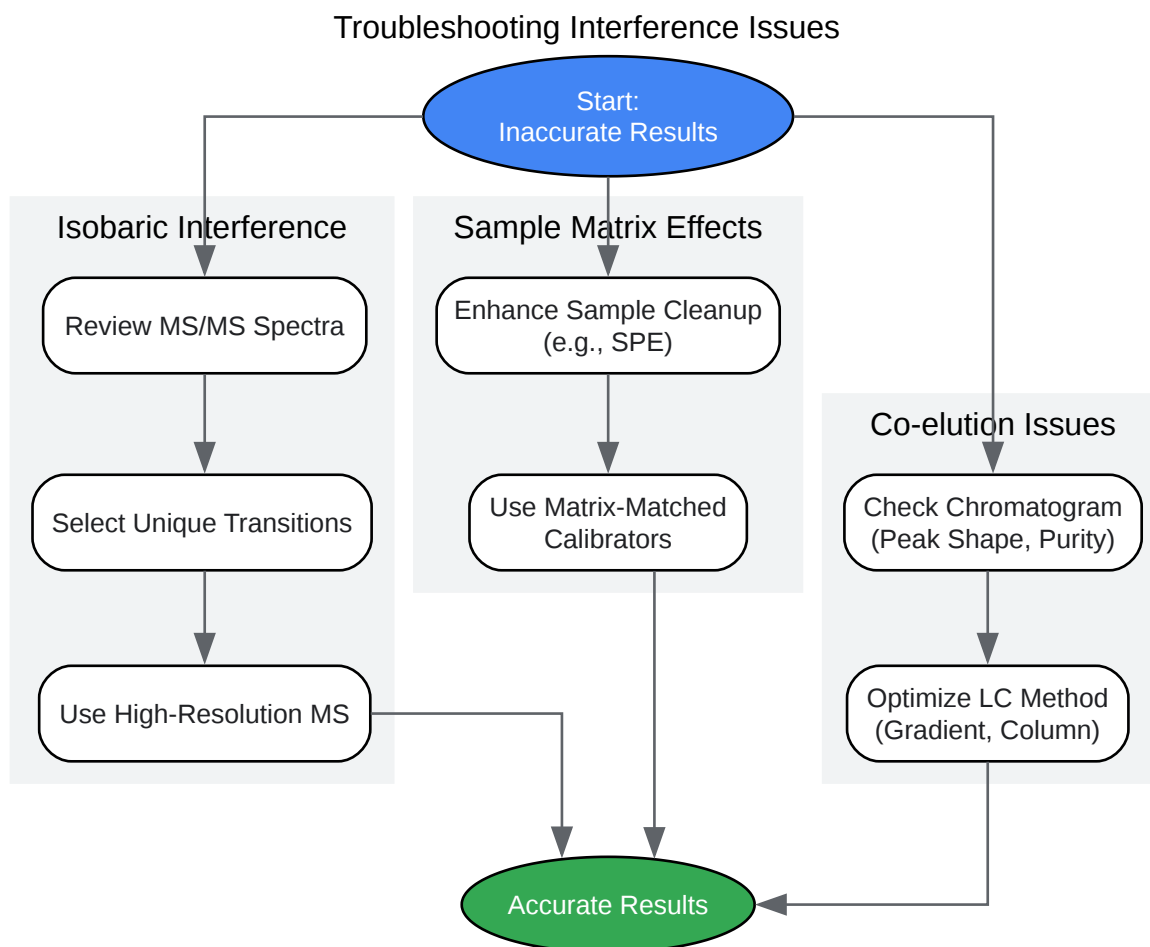 Troubleshooting Interference Issues
Start:
Inaccurate Results
Isobaric Interference
Review MS/MS Spectra
Select Unique Transitions
Use High-Resolution MS
Sample Matrix Effects
Enhance Sample Cleanup
(e.g., SPE)
Use Matrix-Matched
Calibrators
Co-elution Issues
Check Chromatogram
(Peak Shape, Purity)
Optimize LC Method
(Gradient, Column)
Accurate Results